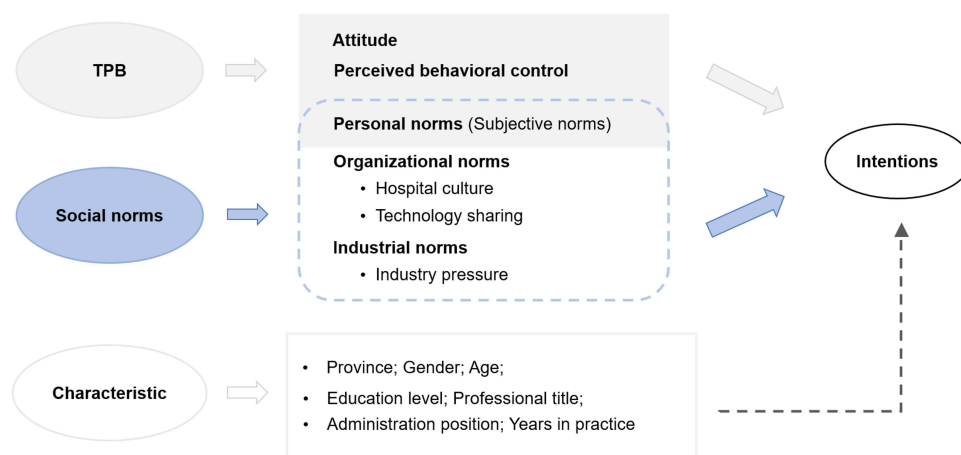 TPB
Attitude
Perceived behavioral control
Personal norms (Subjective norms)
Organizational norms
• Hospital culture
• Technology sharing
Industrial norms
• Industry pressure
Social norms
Intentions
Characteristic
• Province; Gender; Age;
• Education level; Professional title;
• Administration position; Years in practice